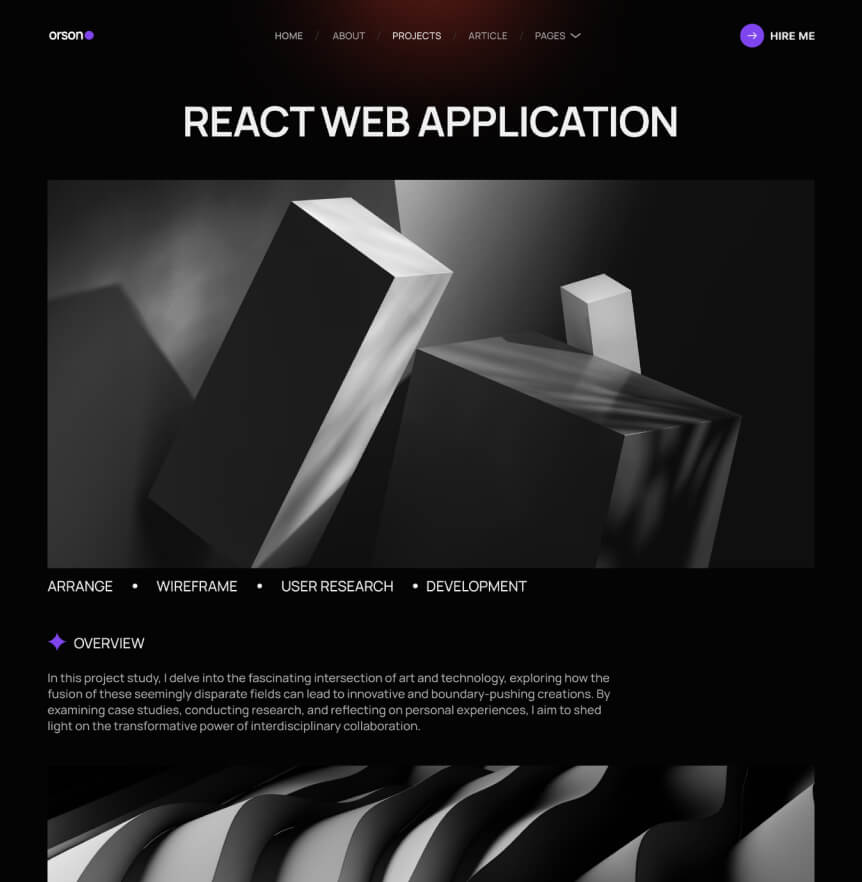 orson
HOME / ABOUT / PROJECTS / ARTICLE / PAGES
HIRE ME
REACT WEB APPLICATION
ARRANGE • WIREFRAME • USER RESEARCH • DEVELOPMENT
OVERVIEW
In this project study, I delve into the fascinating intersection of art and technology, exploring how the
fusion of these seemingly disparate fields can lead to innovative and boundary-pushing creations. By
examining case studies, conducting research, and reflecting on personal experiences, I aim to shed
light on the transformative power of interdisciplinary collaboration.